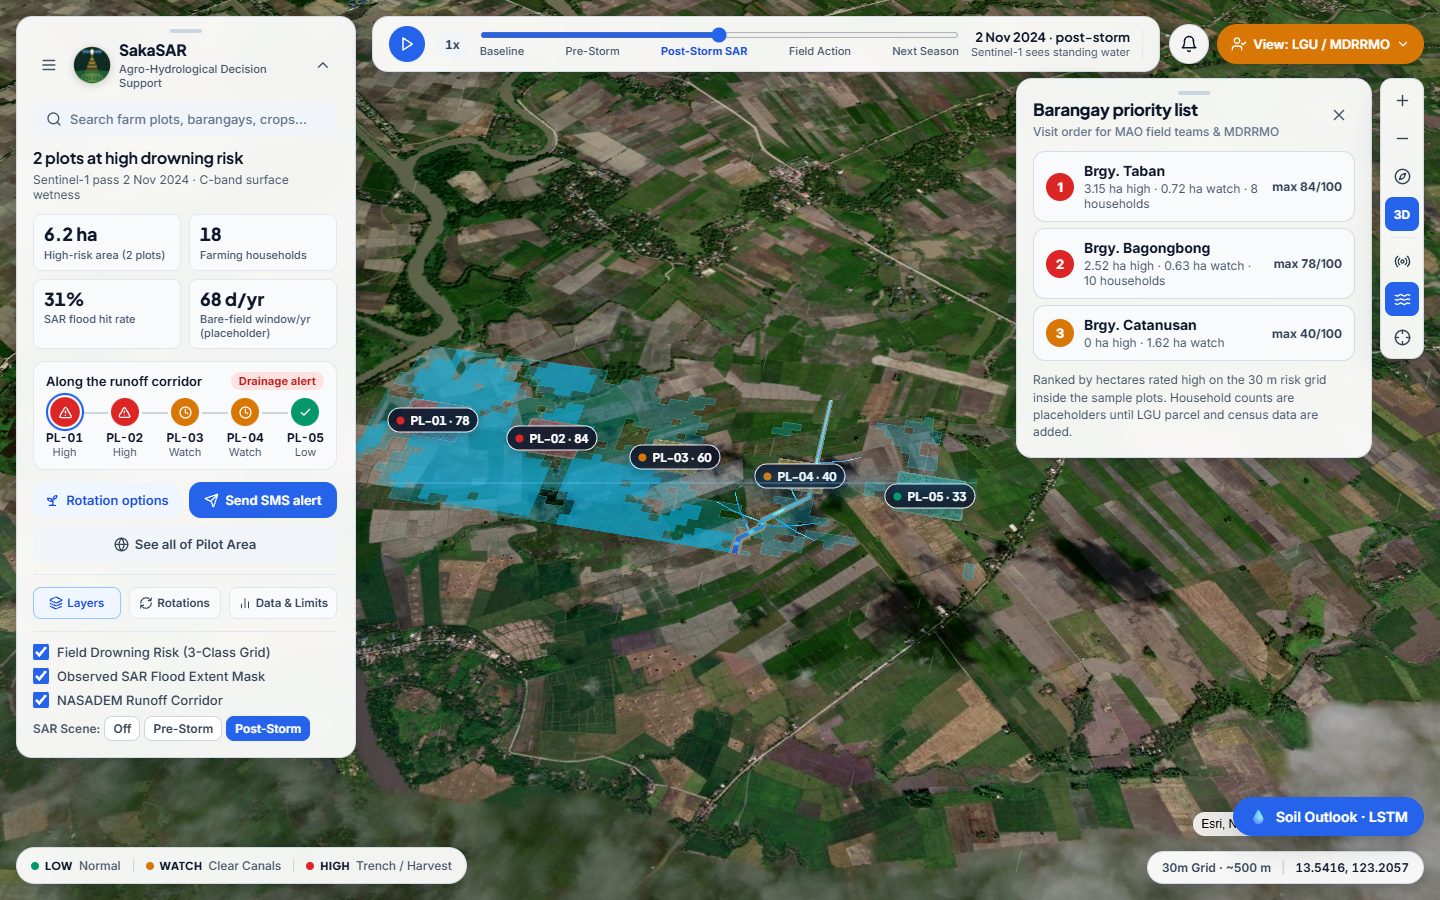 SakaSAR
Agro-Hydrological Decision
Support
Search farm plots, barangays, crops...
2 plots at high drowning risk
Sentinel-1 pass 2 Nov 2024 · C-band surface
wetness
6.2 ha
High-risk area (2 plots)
18
Farming households
31%
SAR flood hit rate
68 d/yr
Bare-field window/yr
(placeholder)
Along the runoff corridor
Drainage alert
PL-01
High
PL-02
High
PL-03
Watch
PL-04
Watch
PL-05
Low
Rotation options
Send SMS alert
See all of Pilot Area
Layers
Rotations
Data & Limits
Field Drowning Risk (3-Class Grid)
Observed SAR Flood Extent Mask
NASADEM Runoff Corridor
SAR Scene:
Off
Pre-Storm
Post-Storm
1x
Baseline
Pre-Storm
Post-Storm SAR
Field Action
Next Season
2 Nov 2024 · post-storm
Sentinel-1 sees standing water
View: LGU / MDRRMO
Barangay priority list
Visit order for MAO field teams & MDRRMO
1
Brgy. Taban
3.15 ha high · 0.72 ha watch · 8
households
max 84/100
2
Brgy. Bagongbong
2.52 ha high · 0.63 ha watch ·
10 households
max 78/100
3
Brgy. Catanusan
0 ha high · 1.62 ha watch
max 40/100
Ranked by hectares rated high on the 30 m risk grid
inside the sample plots. Household counts are
placeholders until LGU parcel and census data are
added.
3D
PL-01 · 78
PL-02 · 84
PL-03 · 60
PL-04 · 40
PL-05 · 33
Esri,
Soil Outlook · LSTM
LOW Normal
WATCH Clear Canals
HIGH Trench / Harvest
30m Grid · ~500 m
13.5416, 123.2057